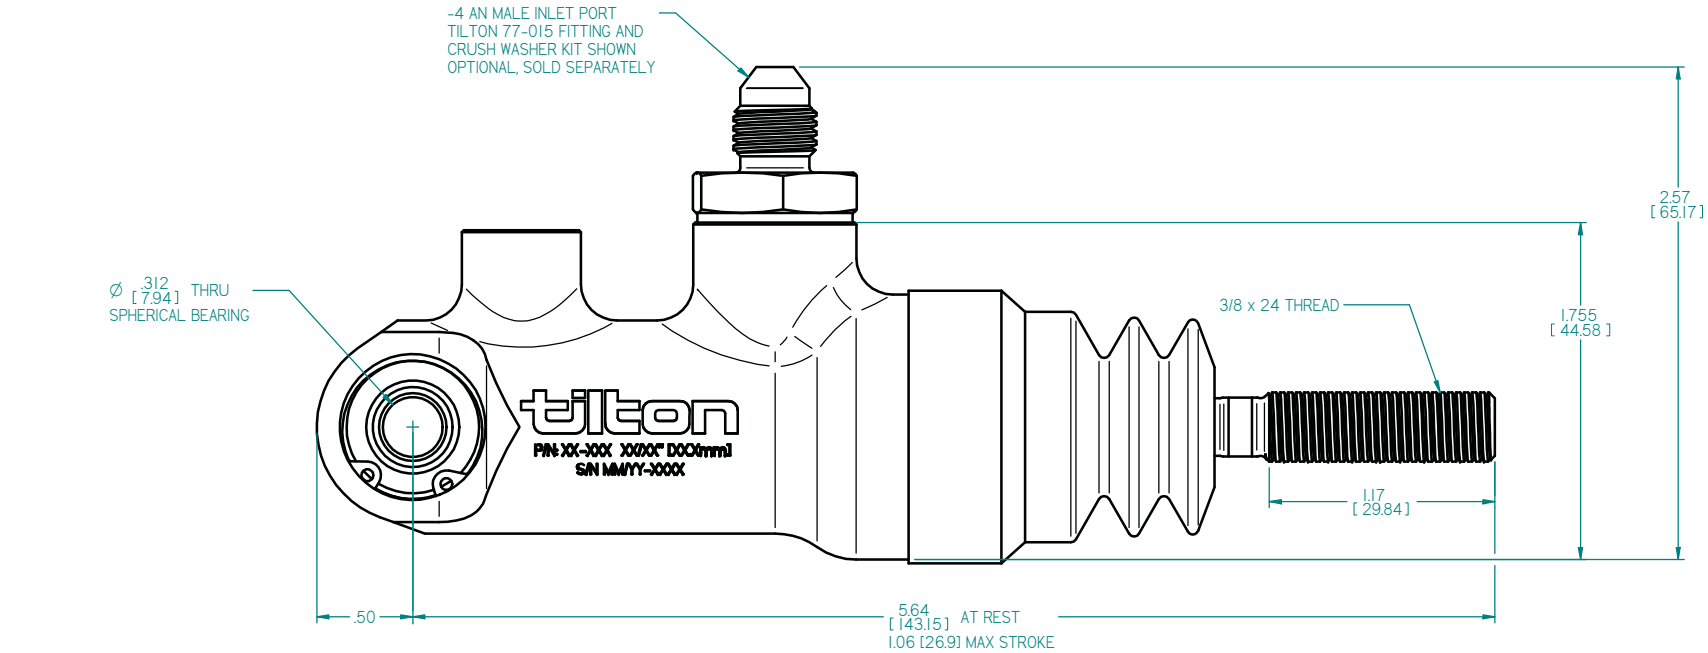 -4 AN MALE INLET PORT
TILTON 77-015 FITTING AND
CRUSH WASHER KIT SHOWN
OPTIONAL, SOLD SEPARATELY
2.57
[65.17]
Ø .312 [7.94] THRU
SPHERICAL BEARING
3/8 x 24 THREAD
1.755
[44.58]
tilton
P/N: XX-XXX XX/XX" [XX.Xmm]
S/N MM/YY-XXXX
1.17
[29.84]
.50
5.64
[143.15] AT REST
1.06 [26.9] MAX STROKE